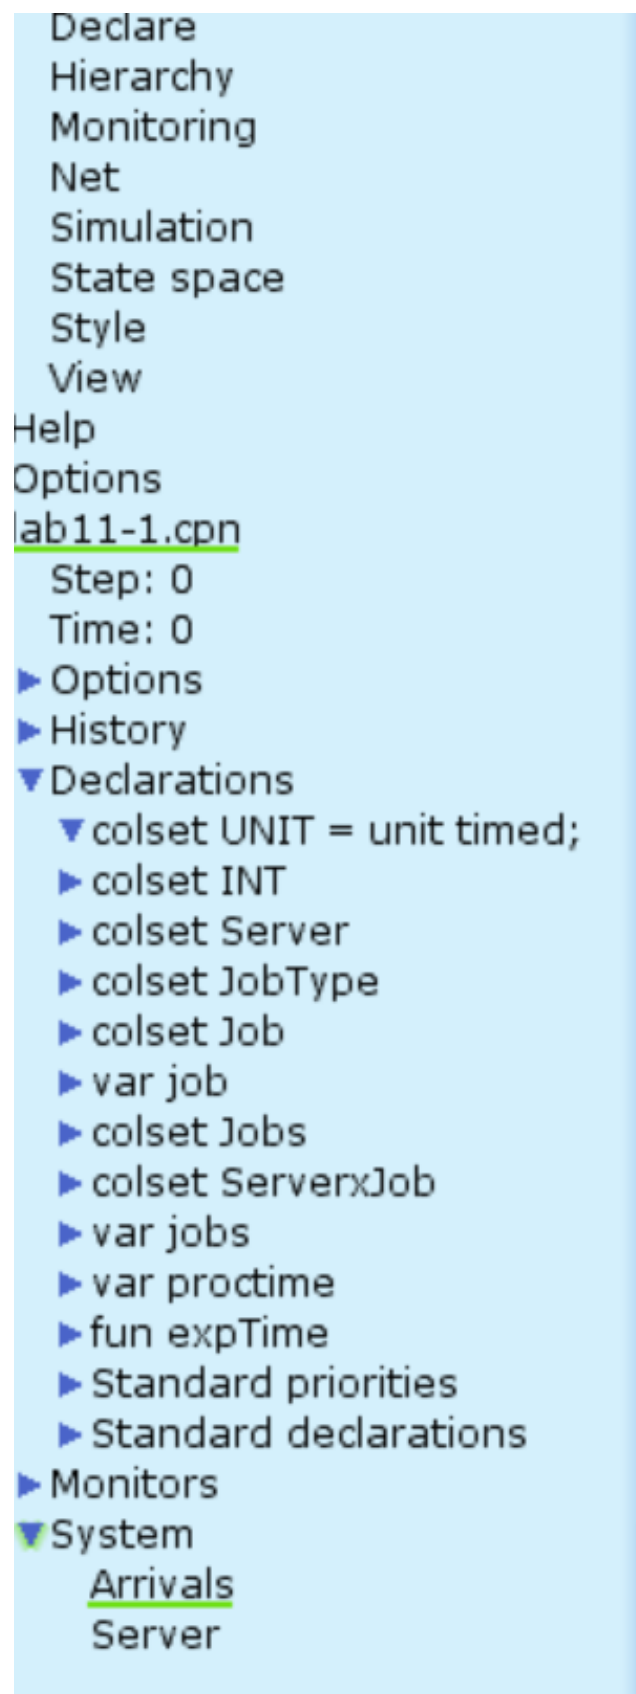 Declare
Hierarchy
Monitoring
Net
Simulation
State space
Style
View
Help
Options
lab11-1.cpn
Step: 0
Time: 0
Options
History
Declarations
colset UNIT = unit timed;
colset INT
colset Server
colset JobType
colset Job
var job
colset Jobs
colset ServerxJob
var jobs
var proctime
fun expTime
Standard priorities
Standard declarations
Monitors
System
Arrivals
Server